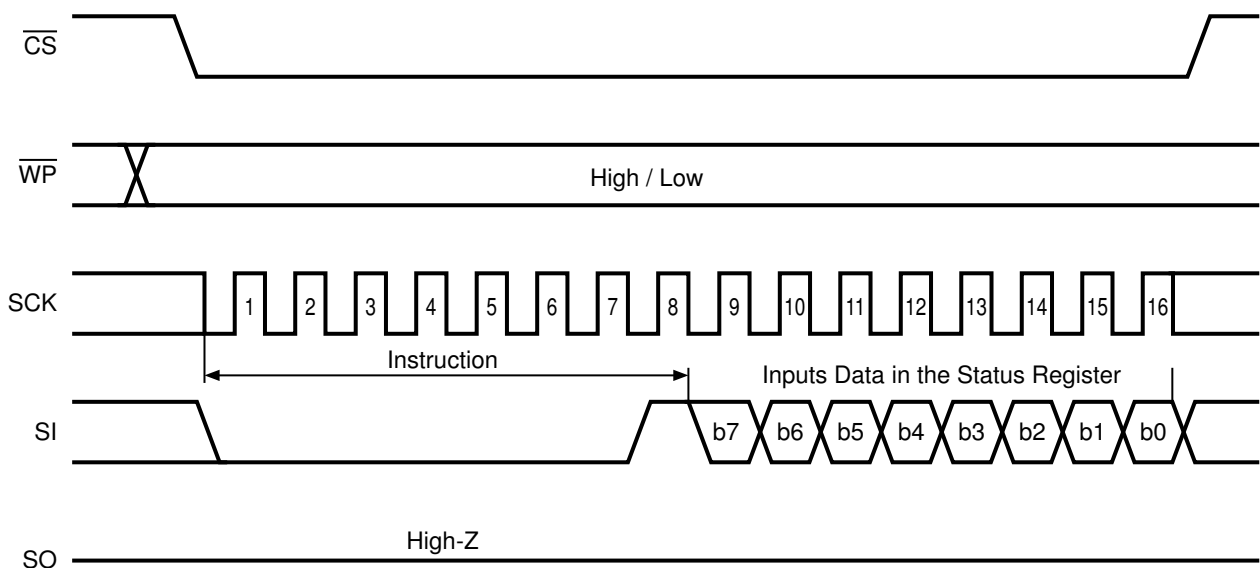 CS
WP
High / Low
SCK
1 2 3 4 5 6 7 8 9 10 11 12 13 14 15 16
Instruction
Inputs Data in the Status Register
SI
b7 b6 b5 b4 b3 b2 b1 b0
High-Z
SO